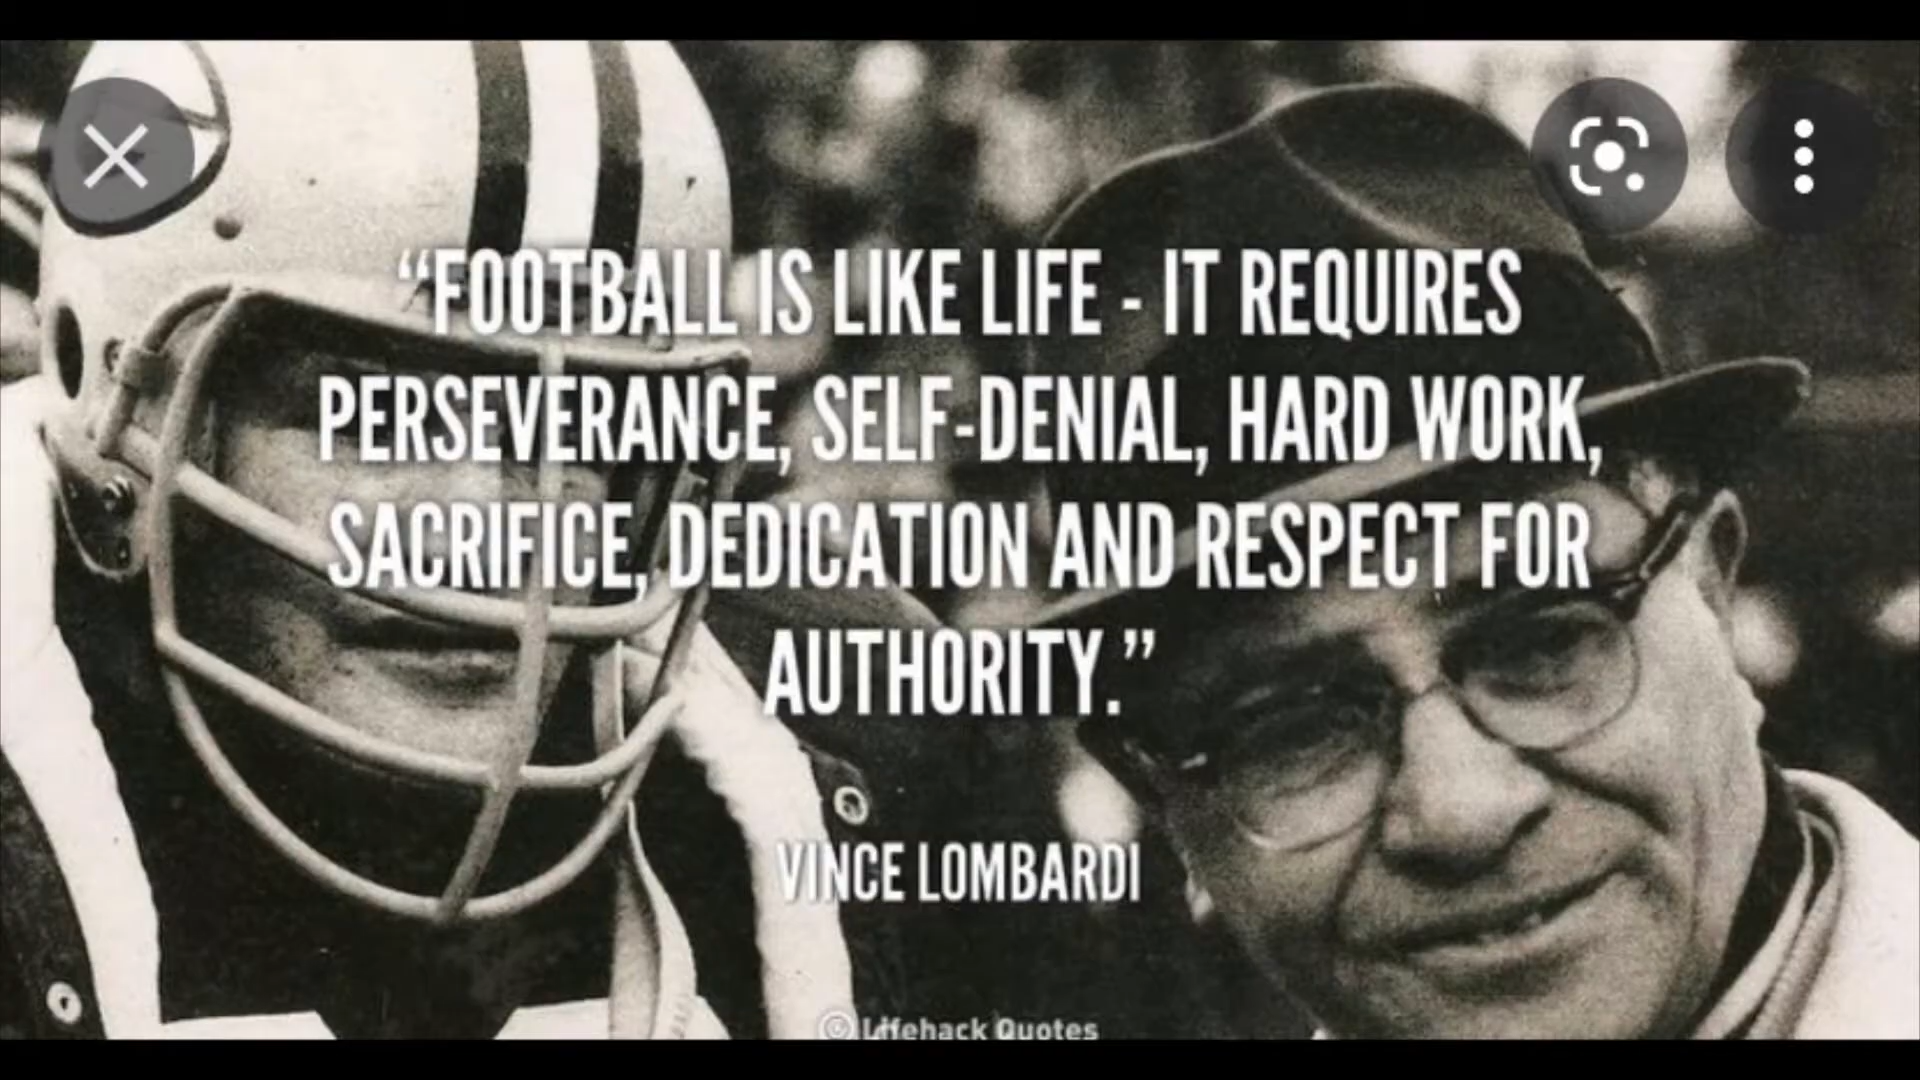 “FOOTBALL IS LIKE LIFE - IT REQUIRES
PERSEVERANCE, SELF-DENIAL, HARD WORK,
SACRIFICE, DEDICATION AND RESPECT FOR
AUTHORITY.”
VINCE LOMBARDI
© Lifehack Quotes